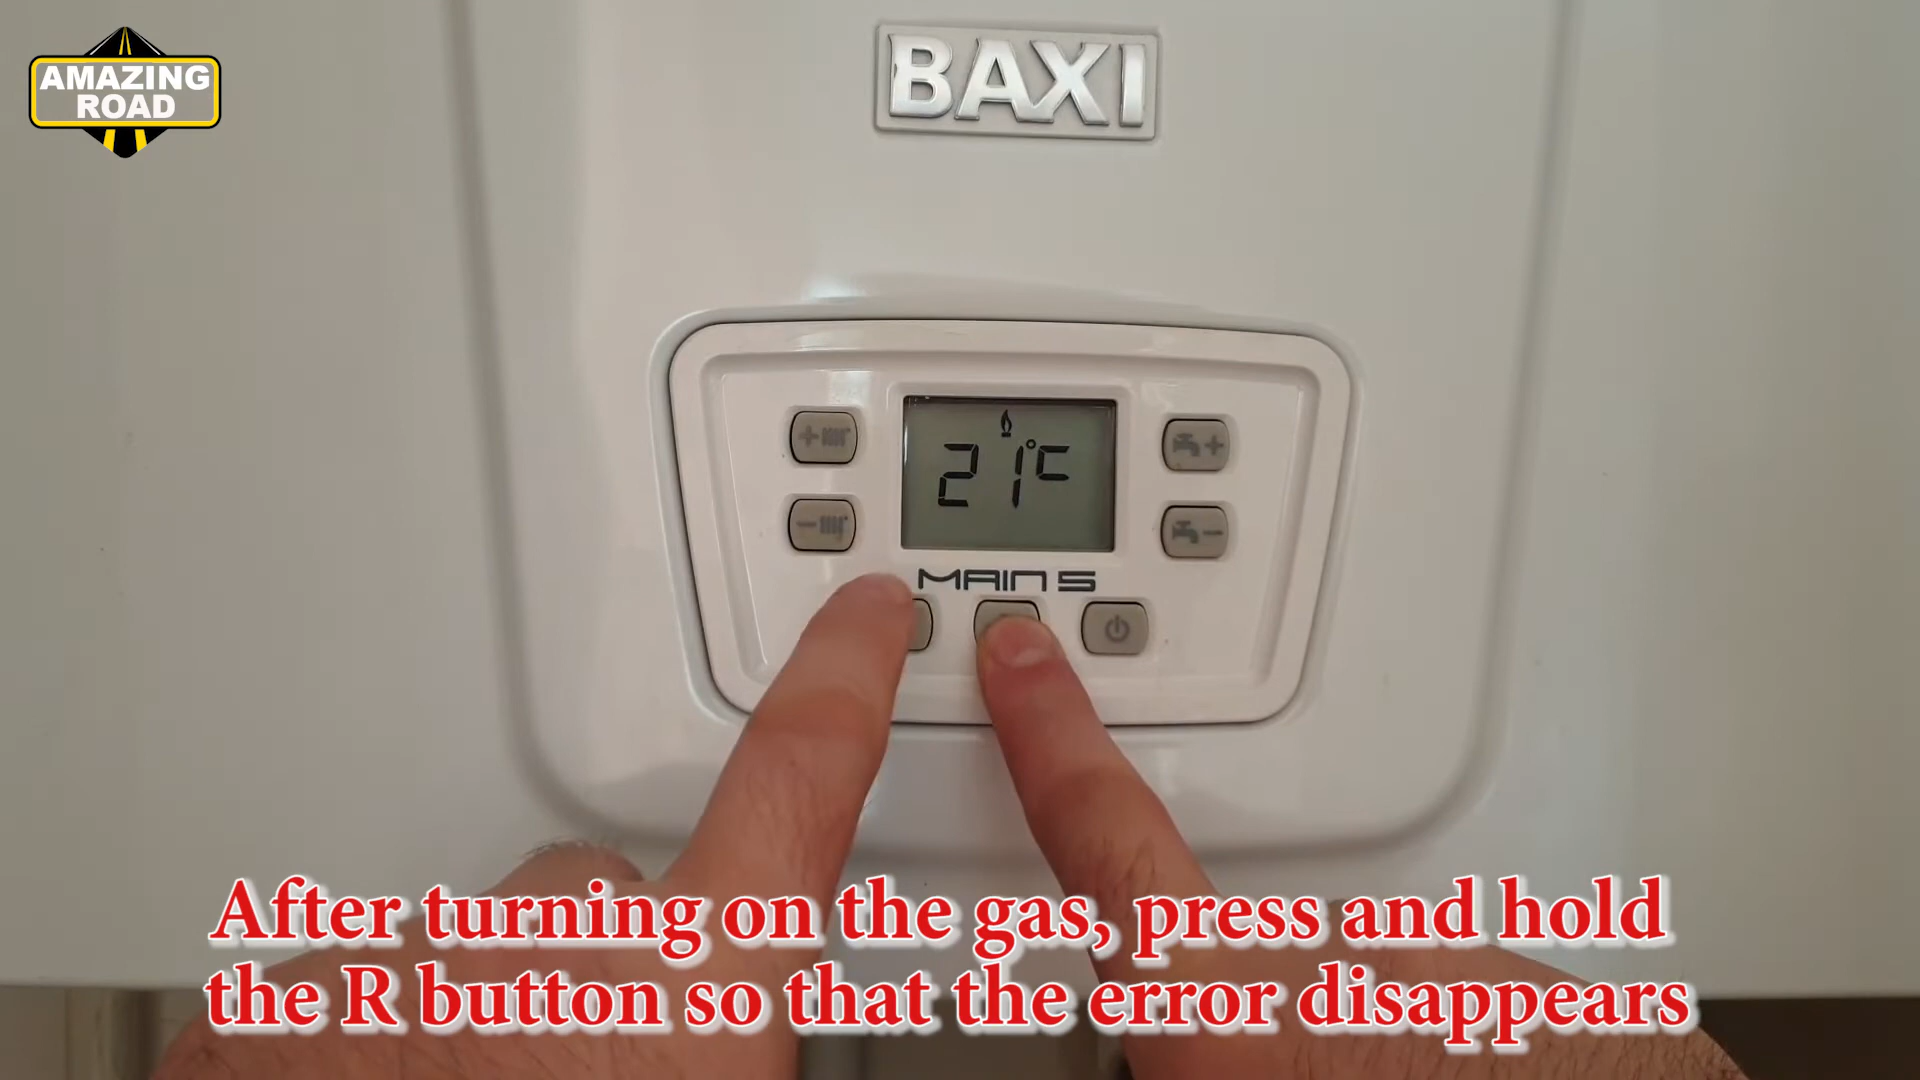 AMAZING
ROAD
BAXI
21°C
MAIN 5
After turning on the gas, press and hold
the R button so that the error disappears